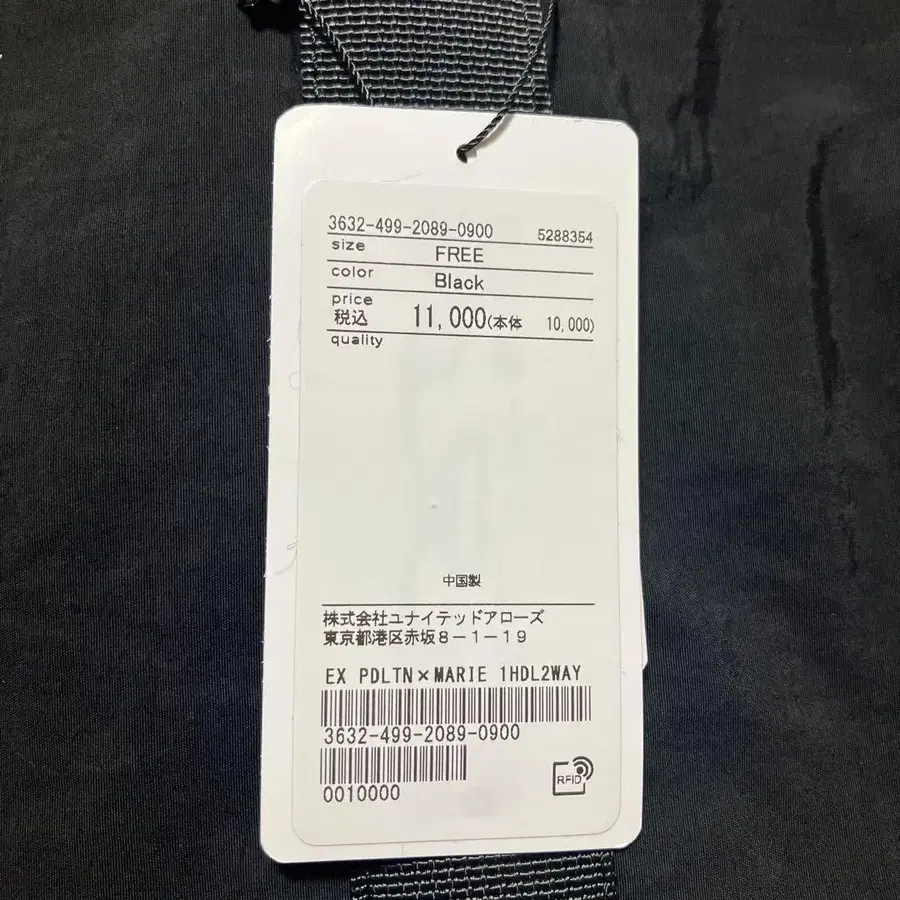 3632-499-2089-0900 5288354
size FREE
color Black
price
税込 11,000(本体 10,000)
quality
中国製
株式会社ユナイテッドアローズ
東京都港区赤坂8-1-19
EX PDLTN×MARIE 1HDL2WAY
3632-499-2089-0900
0010000
RFID